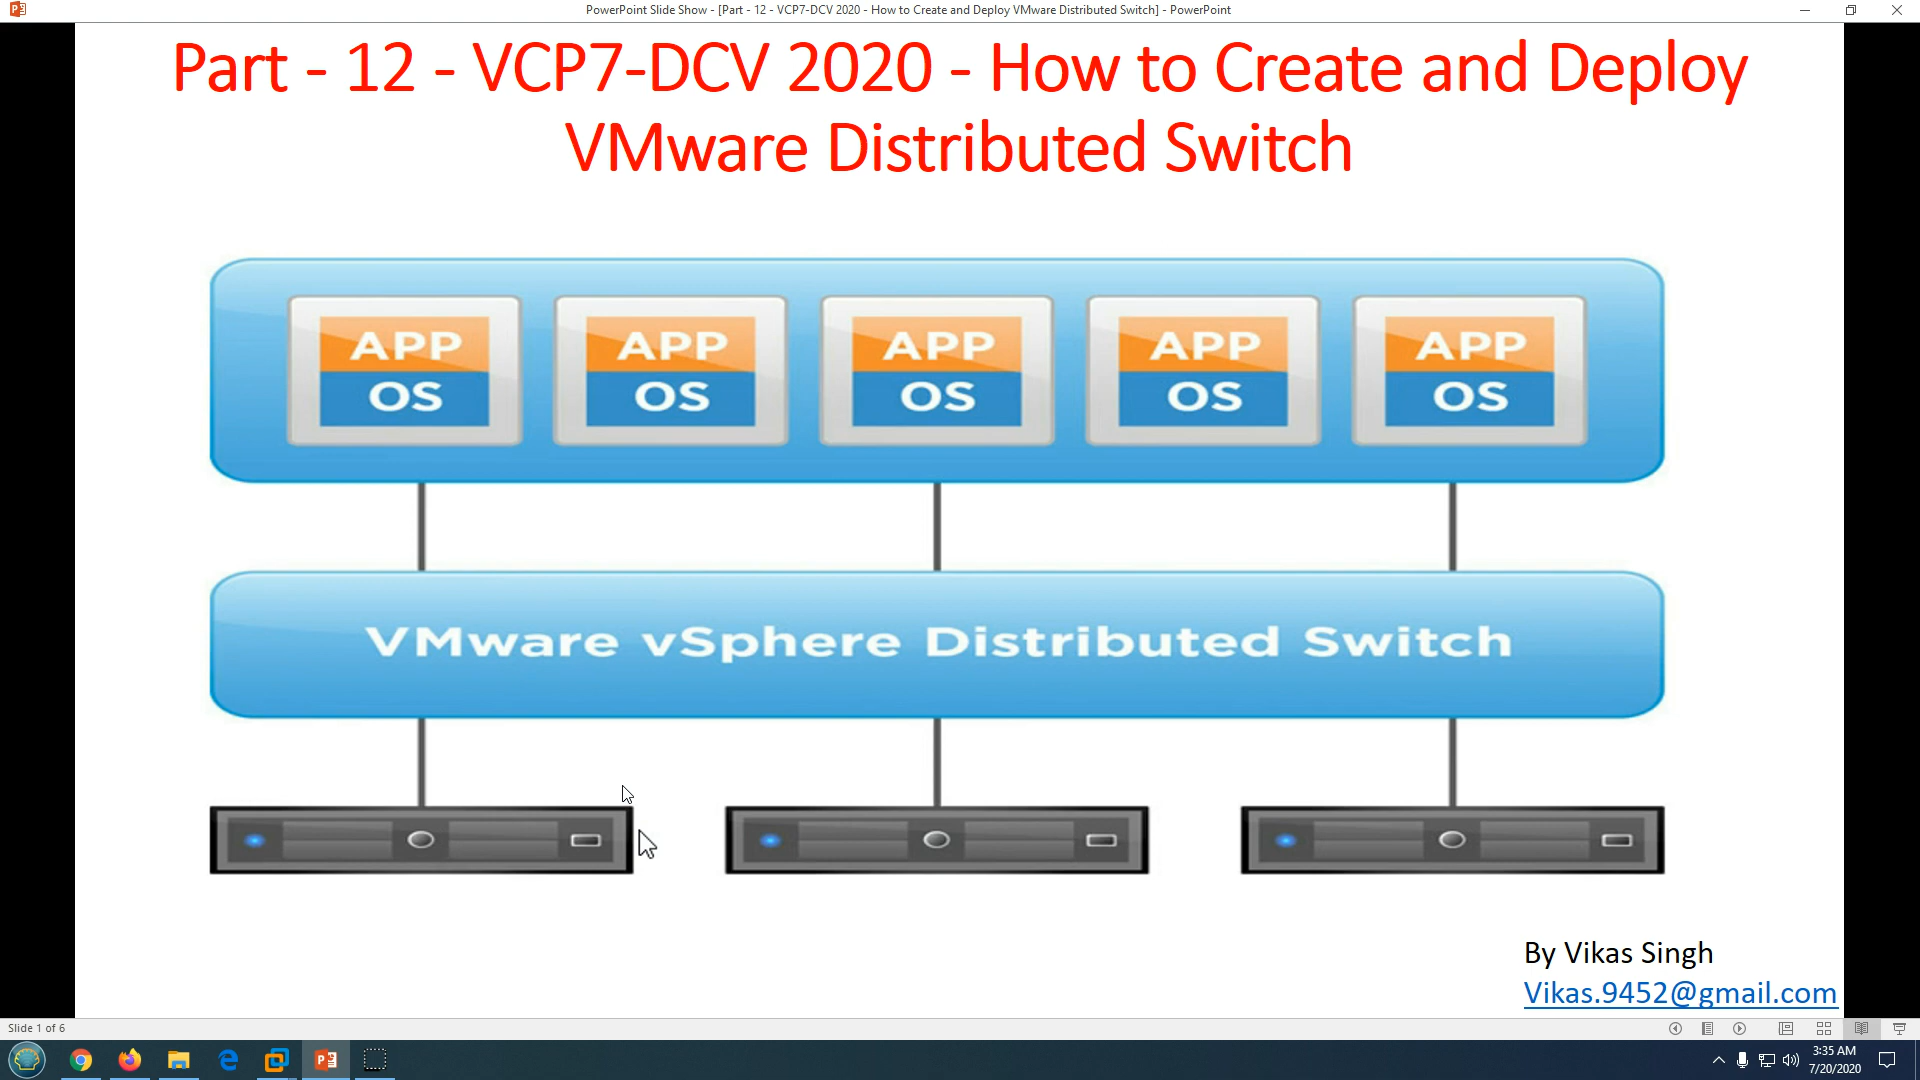 PowerPoint Slide Show - [Part - 12 - VCP7-DCV 2020 - How to Create and Deploy VMware Distributed Switch] - PowerPoint
Part - 12 - VCP7-DCV 2020 - How to Create and Deploy
VMware Distributed Switch
APP APP APP APP APP
OS OS OS OS OS
VMware vSphere Distributed Switch
By Vikas Singh
Vikas.9452@gmail.com
Slide 1 of 6
3:35 AM
7/20/2020